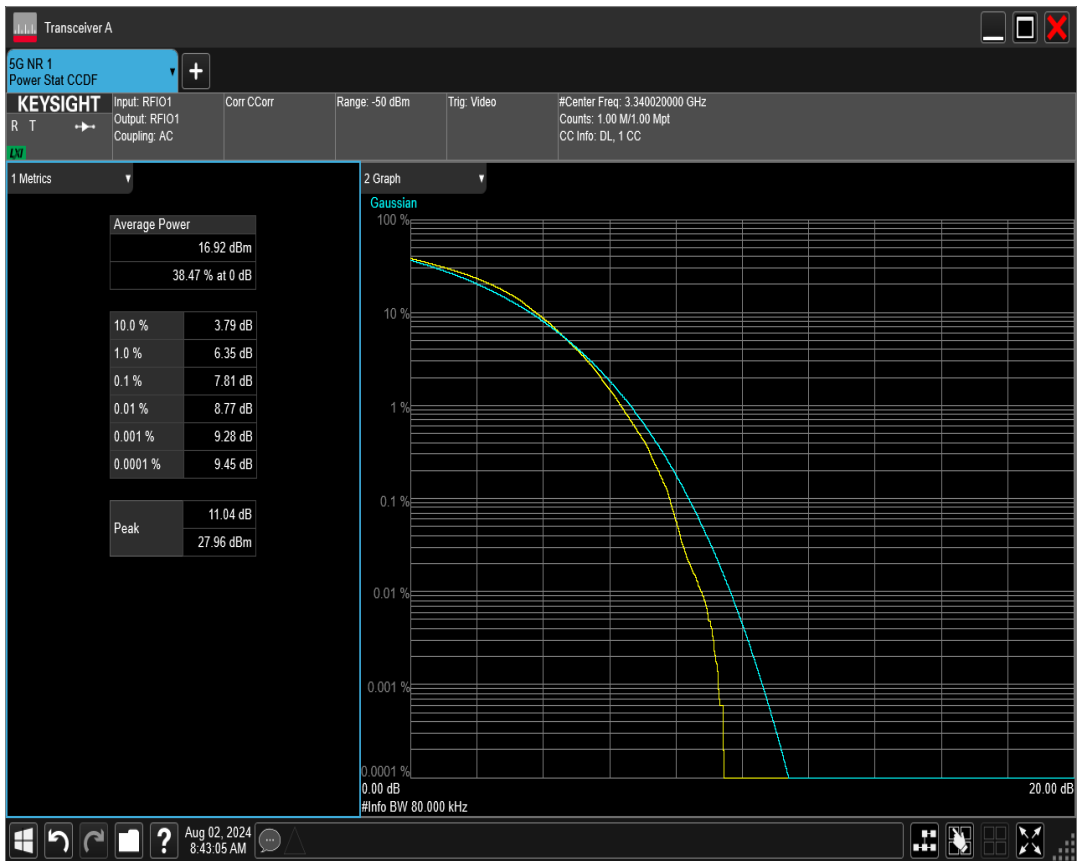 Transceiver A
5G NR 1
Power Stat CCDF
KEYSIGHT
R T
LXI
Input: RFIO1
Output: RFIO1
Coupling: AC
Corr CCorr
Range: -50 dBm
Trig: Video
#Center Freq: 3.340020000 GHz
Counts: 1.00 M/1.00 Mpt
CC Info: DL, 1 CC
1 Metrics
Average Power
16.92 dBm
38.47 % at 0 dB
10.0 % 3.79 dB
1.0 % 6.35 dB
0.1 % 7.81 dB
0.01 % 8.77 dB
0.001 % 9.28 dB
0.0001 % 9.45 dB
Peak
11.04 dB
27.96 dBm
2 Graph
Gaussian
100 %
10 %
1 %
0.1 %
0.01 %
0.001 %
0.0001 %
0.00 dB 20.00 dB
#Info BW 80.000 kHz
Aug 02, 2024
8:43:05 AM